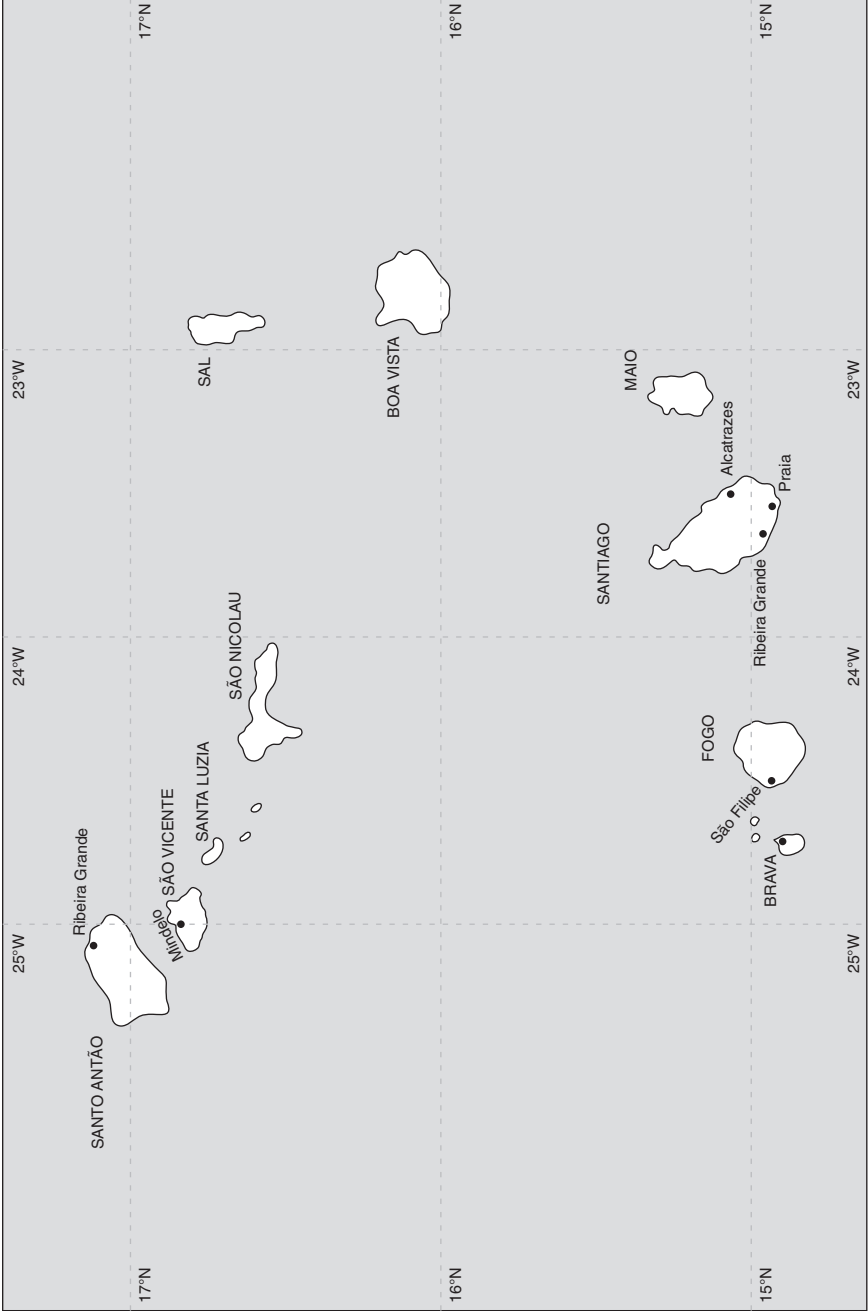 25°W
24°W
23°W
17°N
17°N
Ribeira Grande
SANTO ANTÃO
Mindelo
SÃO VICENTE
SANTA LUZIA
SÃO NICOLAU
SAL
BOA VISTA
16°N
16°N
SANTIAGO
MAIO
Alcatrazes
Praia
Ribeira Grande
FOGO
São Filipe
BRAVA
15°N
15°N
25°W
24°W
23°W